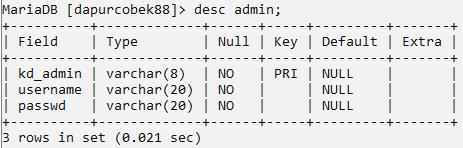 MariaDB [dapurcobek88]> desc admin;
+----------+-------------+------+-----+---------+-------+
| Field    | Type        | Null | Key | Default | Extra |
+----------+-------------+------+-----+---------+-------+
| kd_admin | varchar(8)  | NO   | PRI | NULL    |       |
| username | varchar(20) | NO   |     | NULL    |       |
| passwd   | varchar(20) | NO   |     | NULL    |       |
+----------+-------------+------+-----+---------+-------+
3 rows in set (0.021 sec)